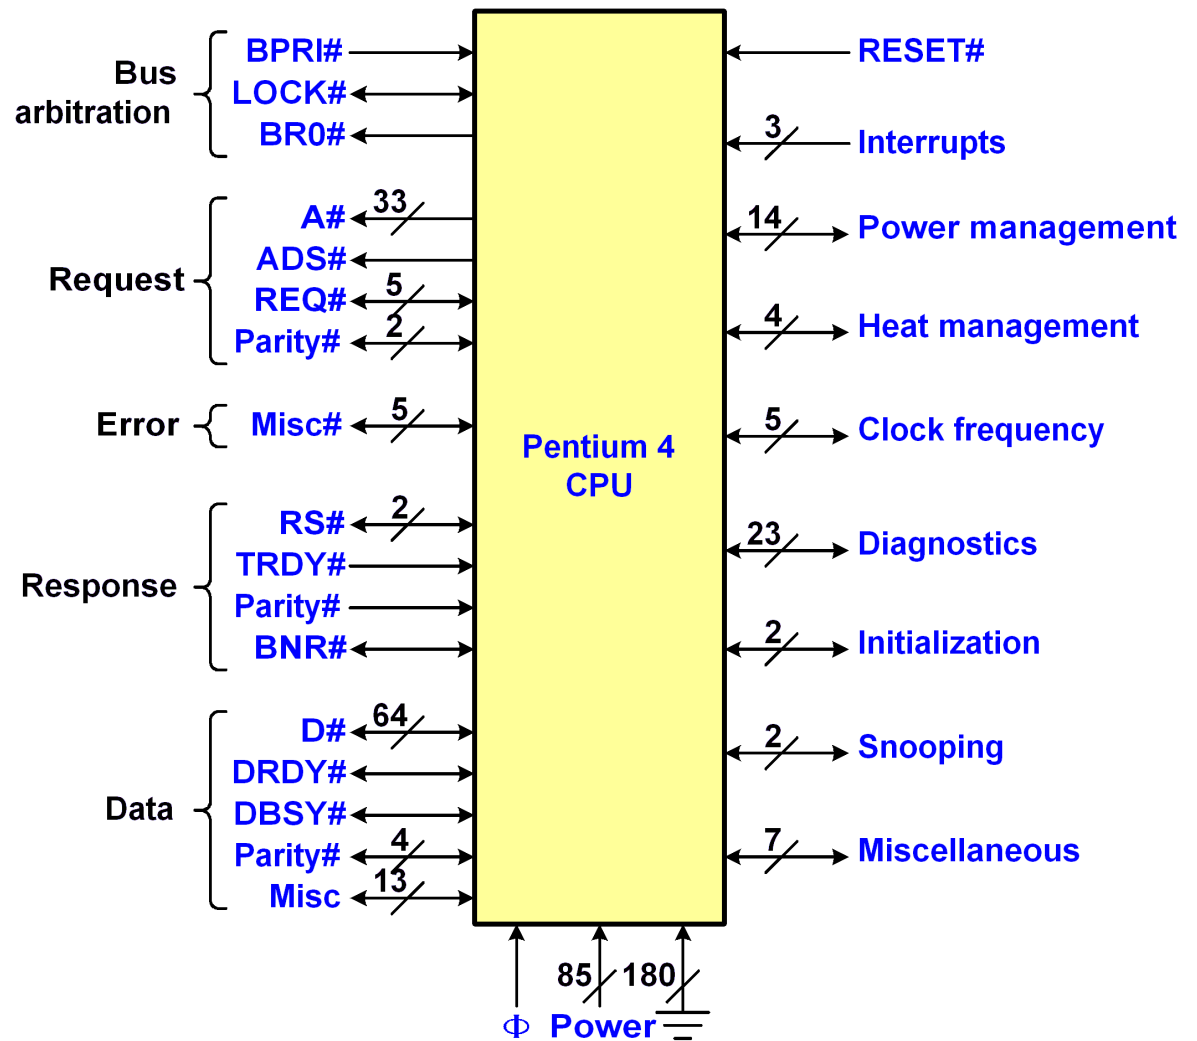 Bus
arbitration
BPRI#
LOCK#
BR0#
Request
A# 33
ADS#
REQ# 5
Parity# 2
Error
Misc# 5
Response
RS# 2
TRDY#
Parity#
BNR#
Data
D# 64
DRDY#
DBSY#
Parity# 4
Misc 13
Pentium 4
CPU
RESET#
3 Interrupts
14 Power management
4 Heat management
5 Clock frequency
23 Diagnostics
2 Initialization
2 Snooping
7 Miscellaneous
85 180
Φ Power